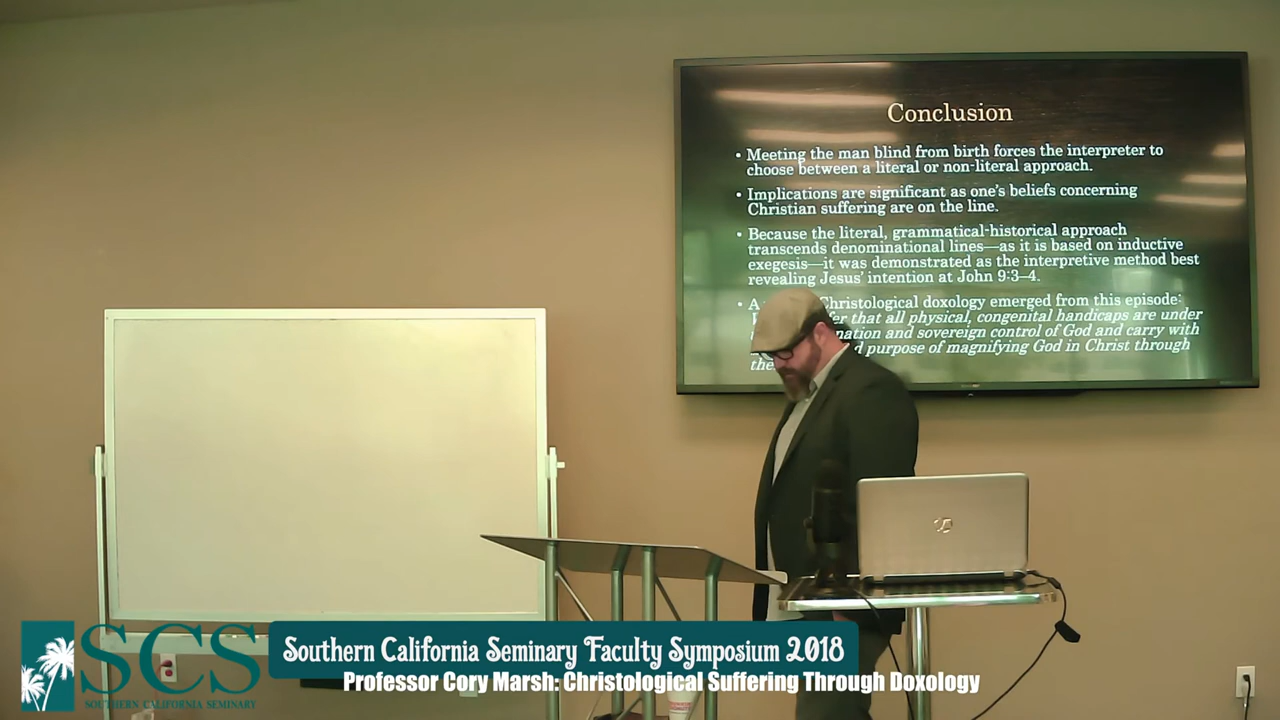 Conclusion
• Meeting the man blind from birth forces the interpreter to
choose between a literal or non-literal approach.
• Implications are significant as one's beliefs concerning
Christian suffering are on the line.
• Because the literal, grammatical-historical approach
transcends denominational lines—as it is based on inductive
exegesis—it was demonstrated as the interpretive method best
revealing Jesus' intention at John 9:3–4.
• A Christological doxology emerged from this episode:
that all physical, congenital handicaps are under
and sovereign control of God and carry with
purpose of magnifying God in Christ through
SCS
SOUTHERN CALIFORNIA SEMINARY
Southern California Seminary Faculty Symposium 2018
Professor Cory Marsh: Christological Suffering Through Doxology